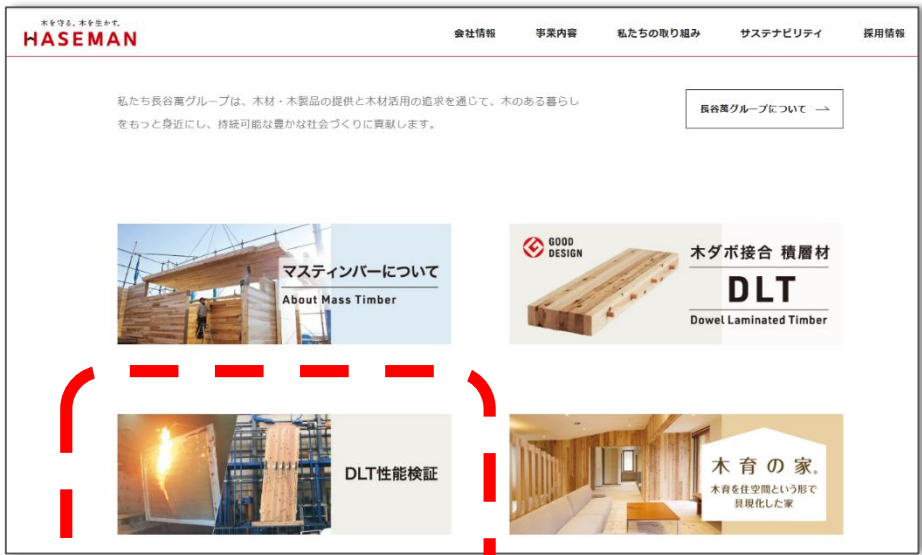 木を守る。木を生かす。
HASEMAN
会社情報 事業内容 私たちの取り組み サステナビリティ 採用情報
私たち長谷萬グループは、木材・木製品の提供と木材活用の追求を通じて、木のある暮らし
をもっと身近にし、持続可能な豊かな社会づくりに貢献します。
長谷萬グループについて
マスティンバーについて
About Mass Timber
GOOD
DESIGN
木ダボ接合 積層材
DLT
Dowel Laminated Timber
DLT性能検証
木育の家。
木育を住空間という形で
具現化した家